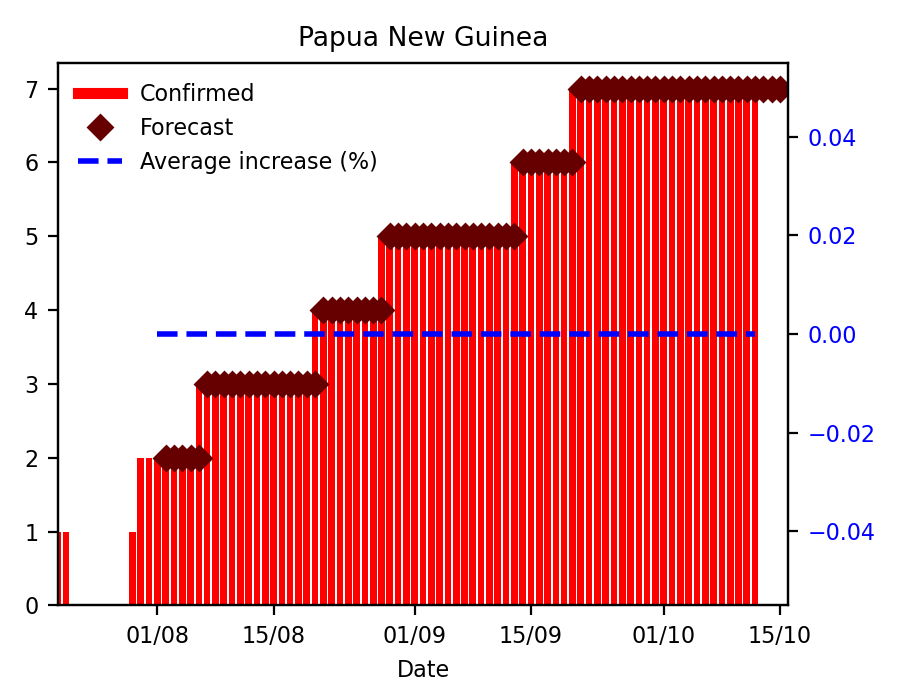 Papua New Guinea
Confirmed
Forecast
Average increase (%)
7
6
5
4
3
2
1
0
0.04
0.02
0.00
−0.02
−0.04
01/08 15/08 01/09 15/09 01/10 15/10
Date